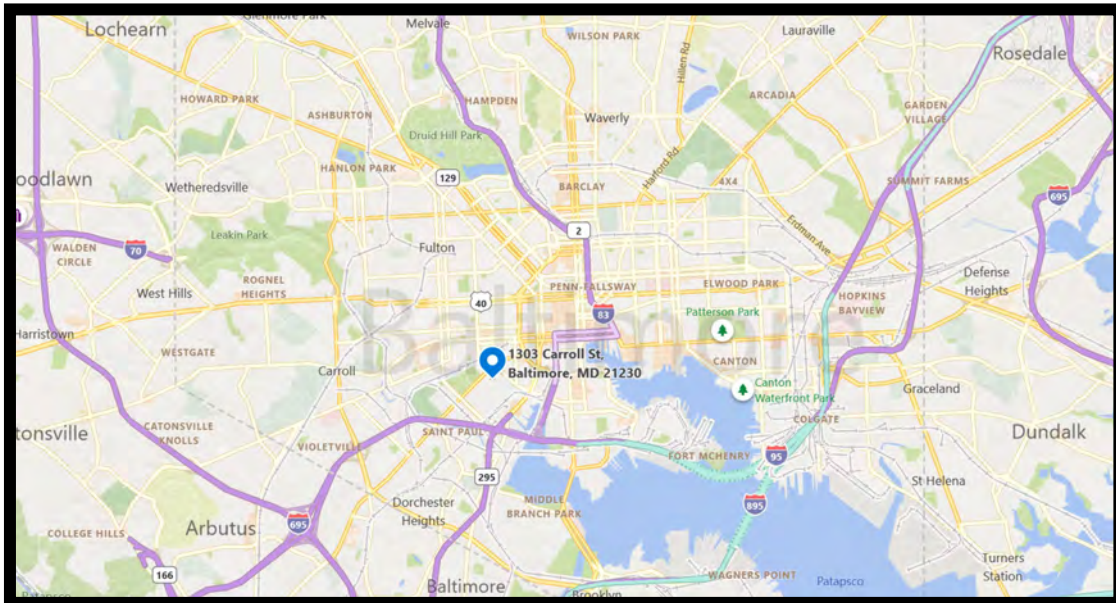 Glenmore Park
Melvale
Lochearn
WILSON PARK
Lauraville
Rosedale
Hillen Rd
HOWARD PARK
HAMPDEN
ARCADIA
GARDEN
VILLAGE
ASHBURTON
Waverly
Druid Hill Park
HANLON PARK
Harford Rd
oodlawn
Wetheredsville
129
BARCLAY
4X4
SUMMIT FARMS
695
Erdman Ave
2
Leakin Park
WALDEN
CIRCLE
70
Fulton
Defense
Heights
ROGNEL
HEIGHTS
PENN-FALLSWAY
ELWOOD PARK
West Hills
40
HOPKINS
BAYVIEW
83
Patterson Park
Baltimore
Harristown
WESTGATE
1303 Carroll St,
Baltimore, MD 21230
Carroll
CANTON
Canton
Waterfront Park
Graceland
COLGATE
CATONSVILLE
KNOLLS
tonsville
VIOLETVILLE
SAINT PAUL
Dundalk
FORT MCHENRY
95
295
St Helena
Dorchester
Heights
MIDDLE
BRANCH PARK
895
695
Arbutus
COLLEGE HILLS
Turners
Station
166
WAGNERS POINT
Patapsco
Baltimore
Brooklyn
Patapsco